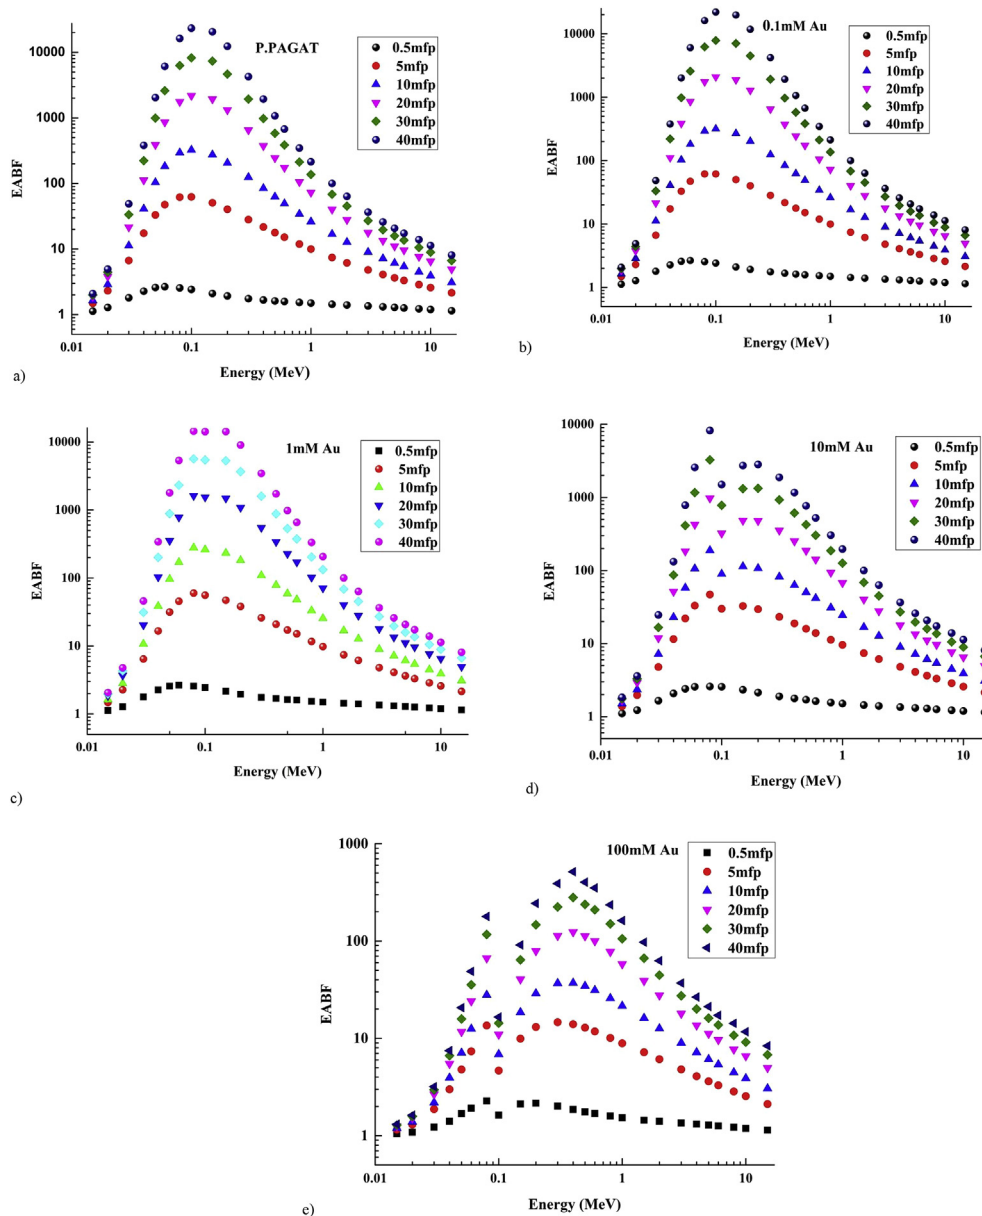 P.PAGAT
0.5mfp
5mfp
10mfp
20mfp
30mfp
40mfp
10000
1000
100
10
1
EABF
0.01 0.1 1 10
Energy (MeV)
a)
0.1mM Au
0.5mfp
5mfp
10mfp
20mfp
30mfp
40mfp
10000
1000
100
10
1
EABF
0.01 0.1 1 10
Energy (MeV)
b)
1mM Au
0.5mfp
5mfp
10mfp
20mfp
30mfp
40mfp
10000
1000
100
10
1
EABF
0.01 0.1 1 10
Energy (MeV)
c)
10mM Au
0.5mfp
5mfp
10mfp
20mfp
30mfp
40mfp
10000
1000
100
10
1
EABF
0.01 0.1 1 10
Energy (MeV)
d)
100mM Au
0.5mfp
5mfp
10mfp
20mfp
30mfp
40mfp
1000
100
10
1
EABF
0.01 0.1 1 10
Energy (MeV)
e)